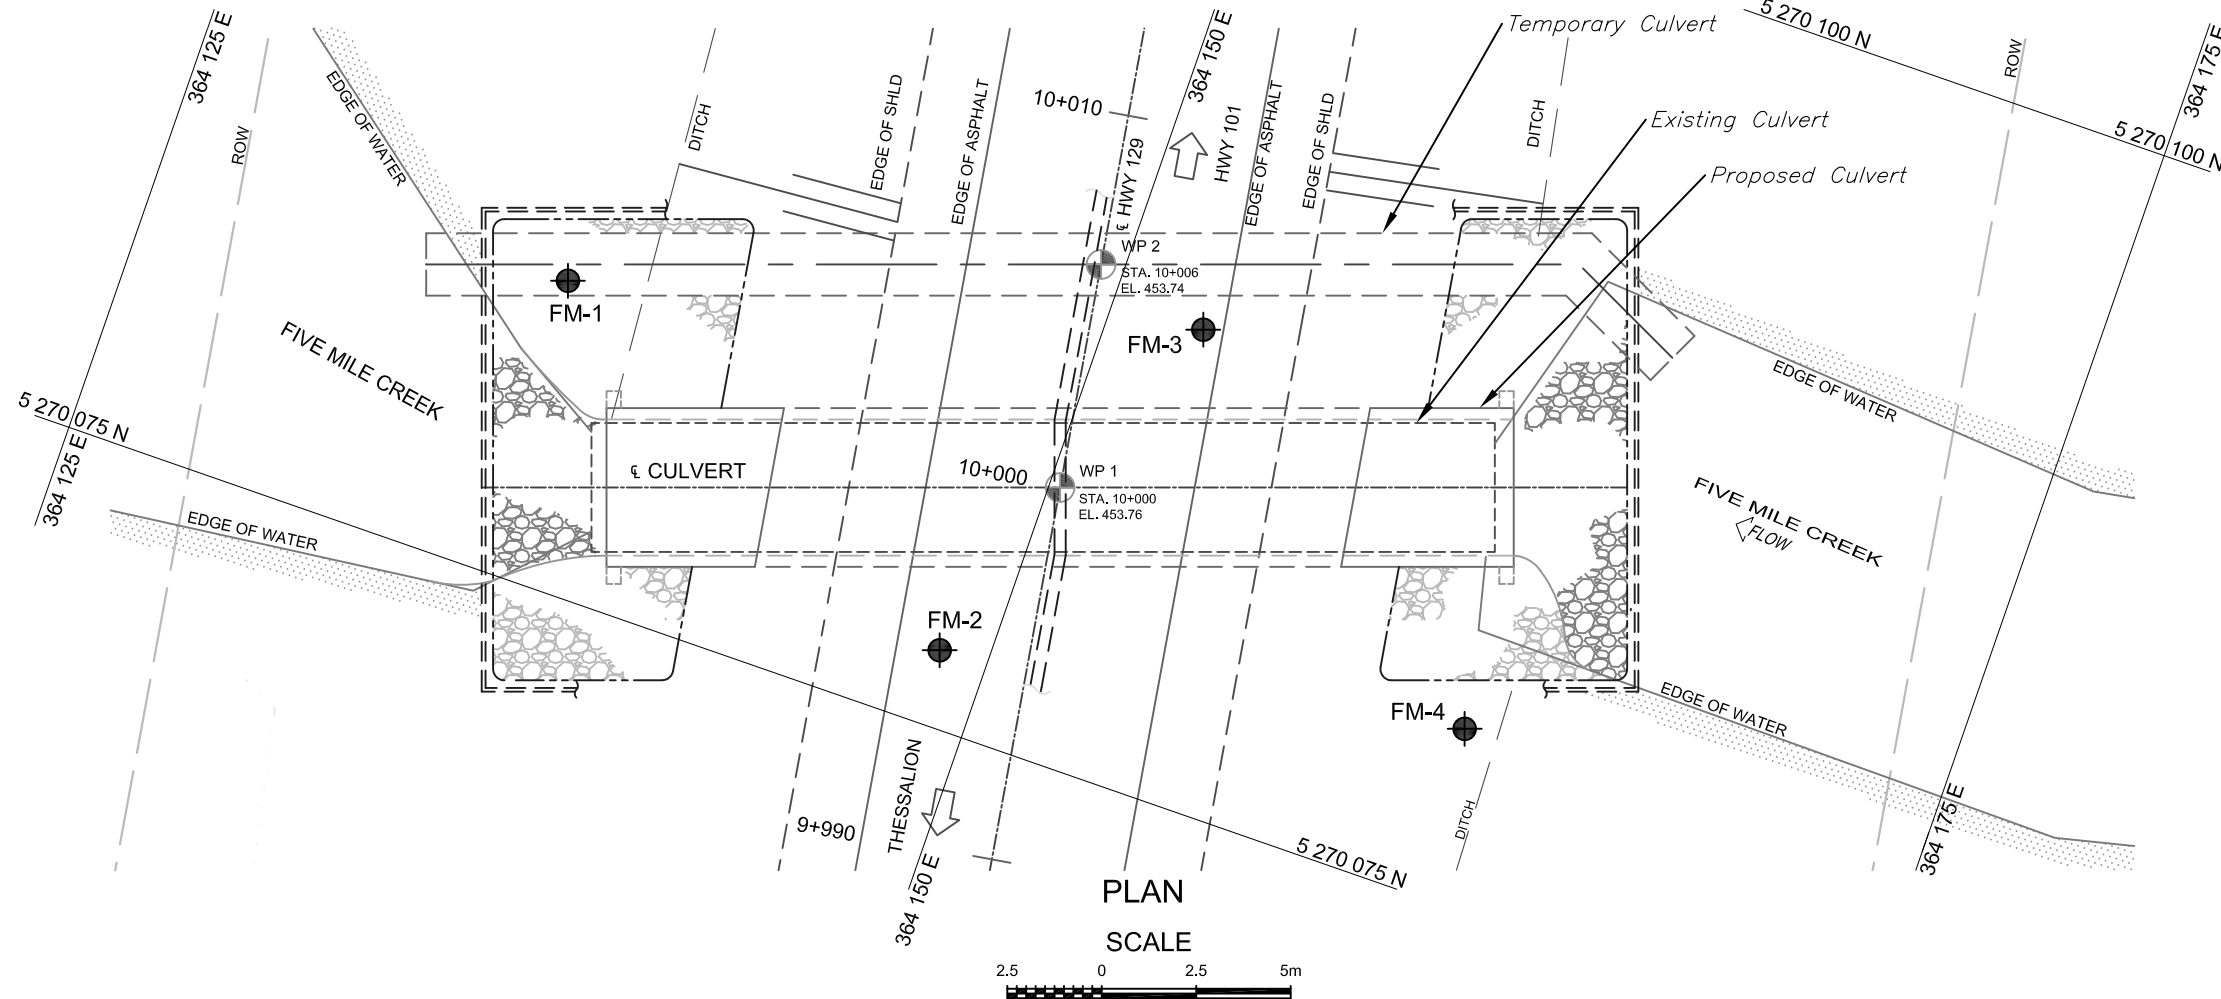 5 270 100 N
Temporary Culvert
364 125 E
364 150 E
364 175 E
ROW
ROW
EDGE OF WATER
DITCH
EDGE OF SHLD
EDGE OF ASPHALT
10+010
℄ HWY 129
HWY 101
EDGE OF ASPHALT
EDGE OF SHLD
DITCH
Existing Culvert
5 270 100 N
Proposed Culvert
WP 2
STA. 10+006
EL. 453.74
FM-1
FM-3
FIVE MILE CREEK
EDGE OF WATER
5 270 075 N
364 125 E
℄ CULVERT
10+000
WP 1
STA. 10+000
EL. 453.76
FIVE MILE CREEK
FLOW
EDGE OF WATER
FM-2
FM-4
EDGE OF WATER
THESSALION
9+990
DITCH
364 175 E
5 270 075 N
364 150 E
PLAN
SCALE
2.5 0 2.5 5m